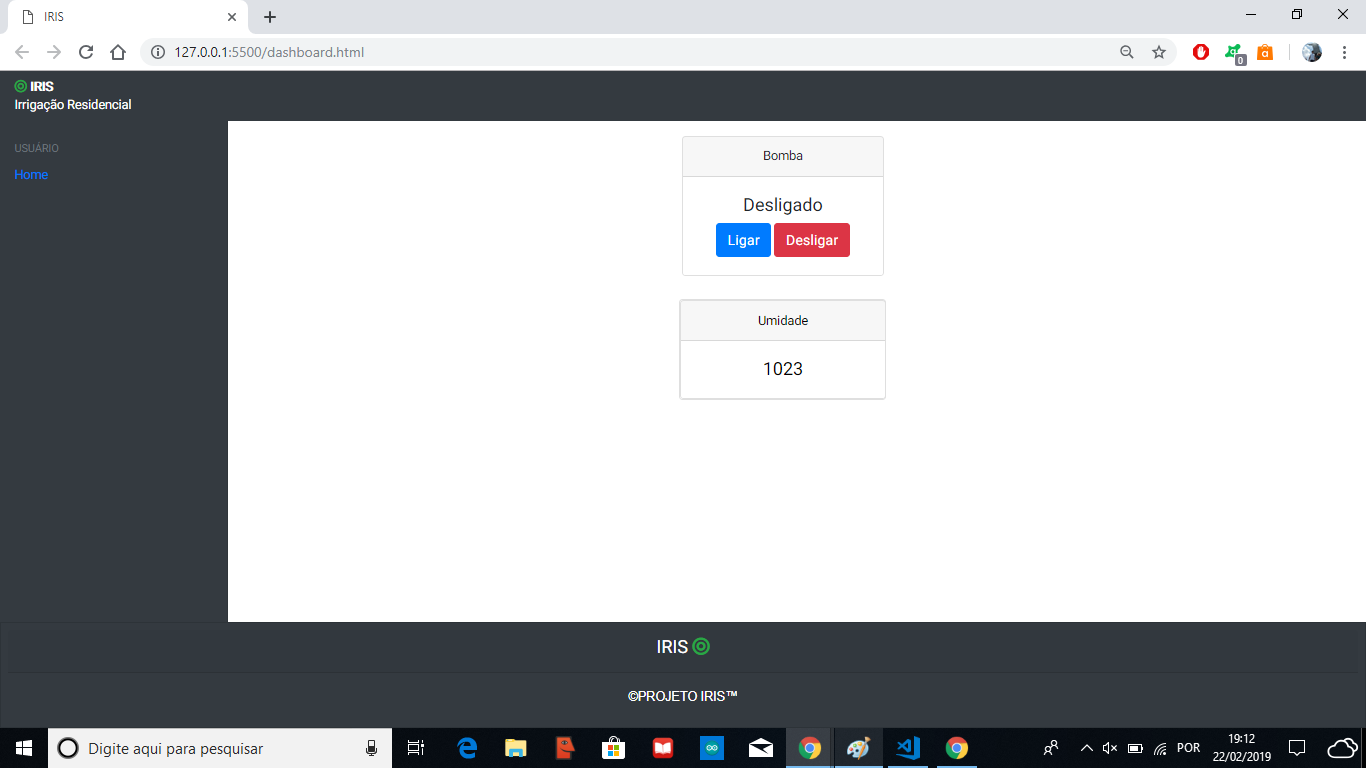 IRIS
127.0.0.1:5500/dashboard.html
0
a
IRIS
Irrigação Residencial
USUÁRIO
Home
Bomba
Desligado
Ligar Desligar
Umidade
1023
IRIS
©PROJETO IRIS™
Digite aqui para pesquisar
POR
19:12
22/02/2019